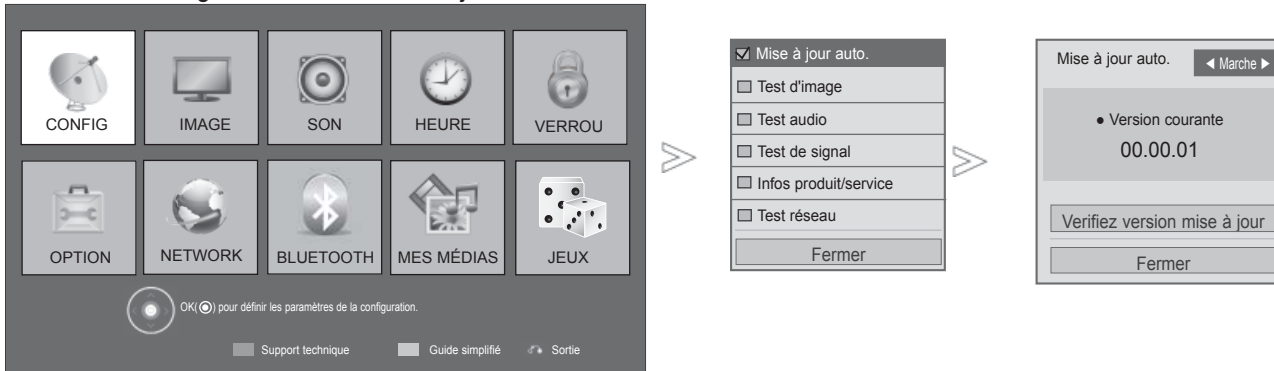 CONFIG
IMAGE
SON
HEURE
VERROU
OPTION
NETWORK
BLUETOOTH
MES MÉDIAS
JEUX
OK(◉) pour définir les paramètres de la configuration.
Support technique
Guide simplifié
Sortie
Mise à jour auto.
Test d'image
Test audio
Test de signal
Infos produit/service
Test réseau
Fermer
Mise à jour auto.
◀ Marche ▶
● Version courante
00.00.01
Verifiez version mise à jour
Fermer